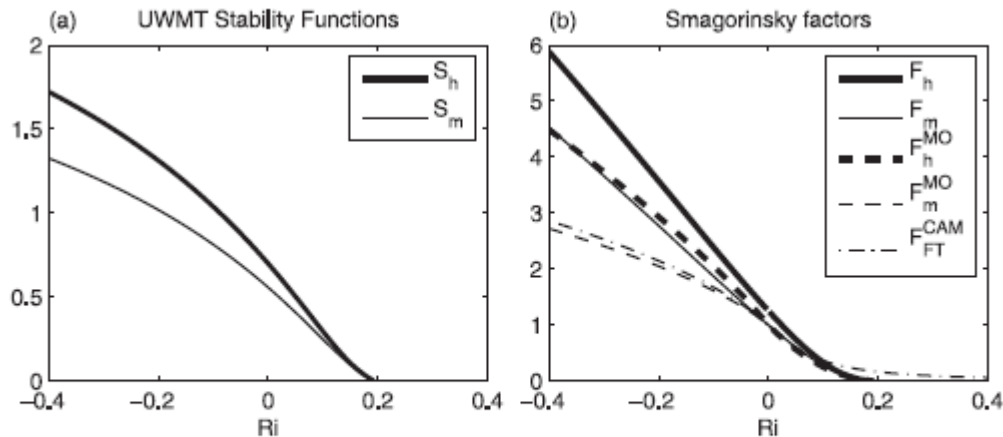 (a) UWMT Stability Functions
2
1.5
1
0.5
0
−0.4 −0.2 0 0.2 0.4
Ri
S_h
S_m
(b) Smagorinsky factors
6
5
4
3
2
1
0
−0.4 −0.2 0 0.2 0.4
Ri
F_h
F_m
F_h^MO
F_m^MO
F_FT^CAM